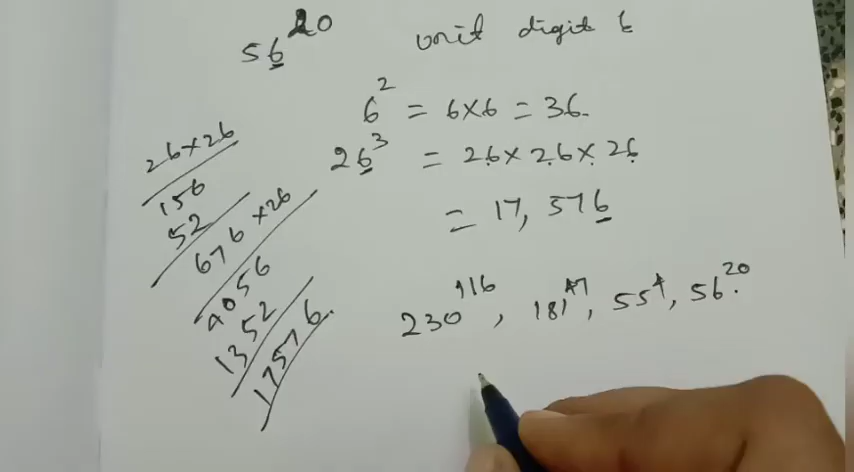 56^20 unit digit 6
6^2 = 6×6 = 36.
26^3 = 26×26×26
= 17,576
26×26
156
52
676×26
4056
1352
17576.
230^116, 181^47, 55^4, 56^20.